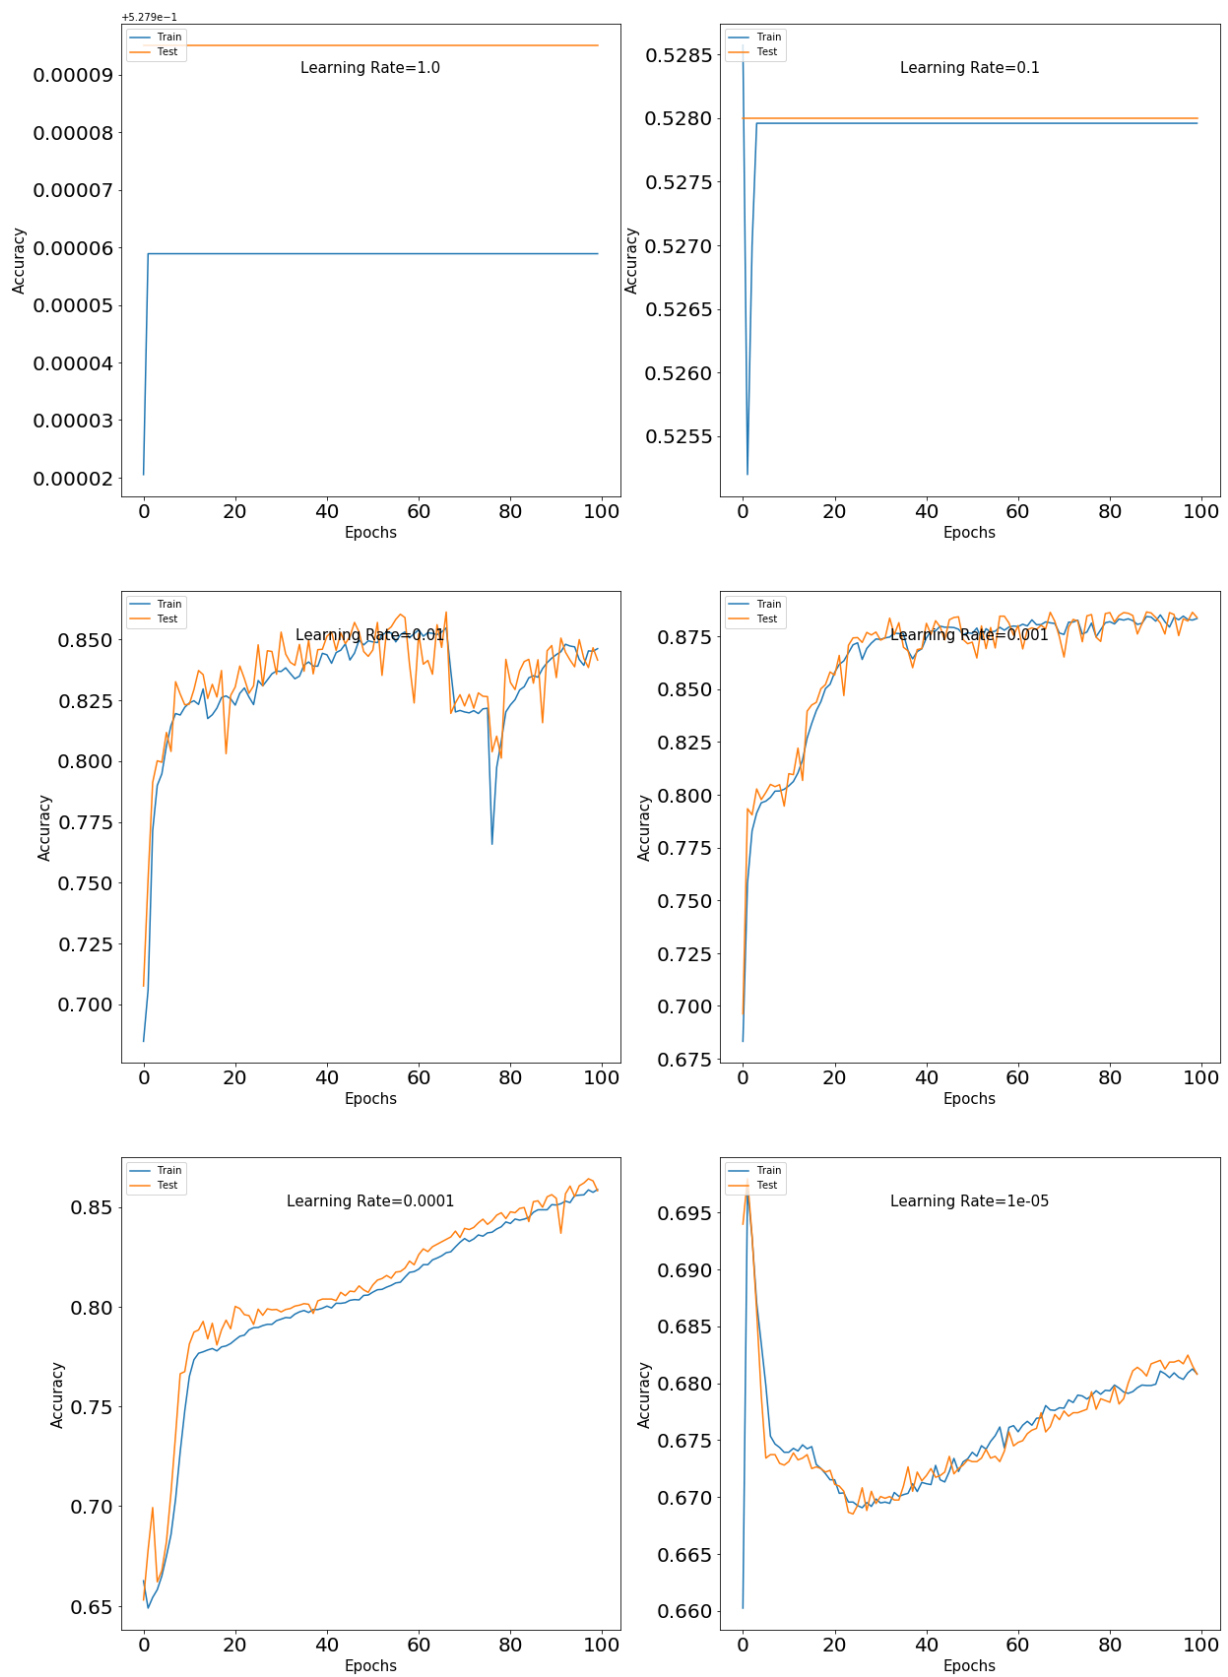 +5.279e−1
Train
Test
Learning Rate=1.0
0.00009
0.00008
0.00007
0.00006
0.00005
0.00004
0.00003
0.00002
Accuracy
0 20 40 60 80 100
Epochs
Train
Test
Learning Rate=0.1
0.5285
0.5280
0.5275
0.5270
0.5265
0.5260
0.5255
Accuracy
0 20 40 60 80 100
Epochs
Train
Test
Learning Rate=0.01
0.850
0.825
0.800
0.775
0.750
0.725
0.700
Accuracy
0 20 40 60 80 100
Epochs
Train
Test
Learning Rate=0.001
0.875
0.850
0.825
0.800
0.775
0.750
0.725
0.700
0.675
Accuracy
0 20 40 60 80 100
Epochs
Train
Test
Learning Rate=0.0001
0.85
0.80
0.75
0.70
0.65
Accuracy
0 20 40 60 80 100
Epochs
Train
Test
Learning Rate=1e-05
0.695
0.690
0.685
0.680
0.675
0.670
0.665
0.660
Accuracy
0 20 40 60 80 100
Epochs